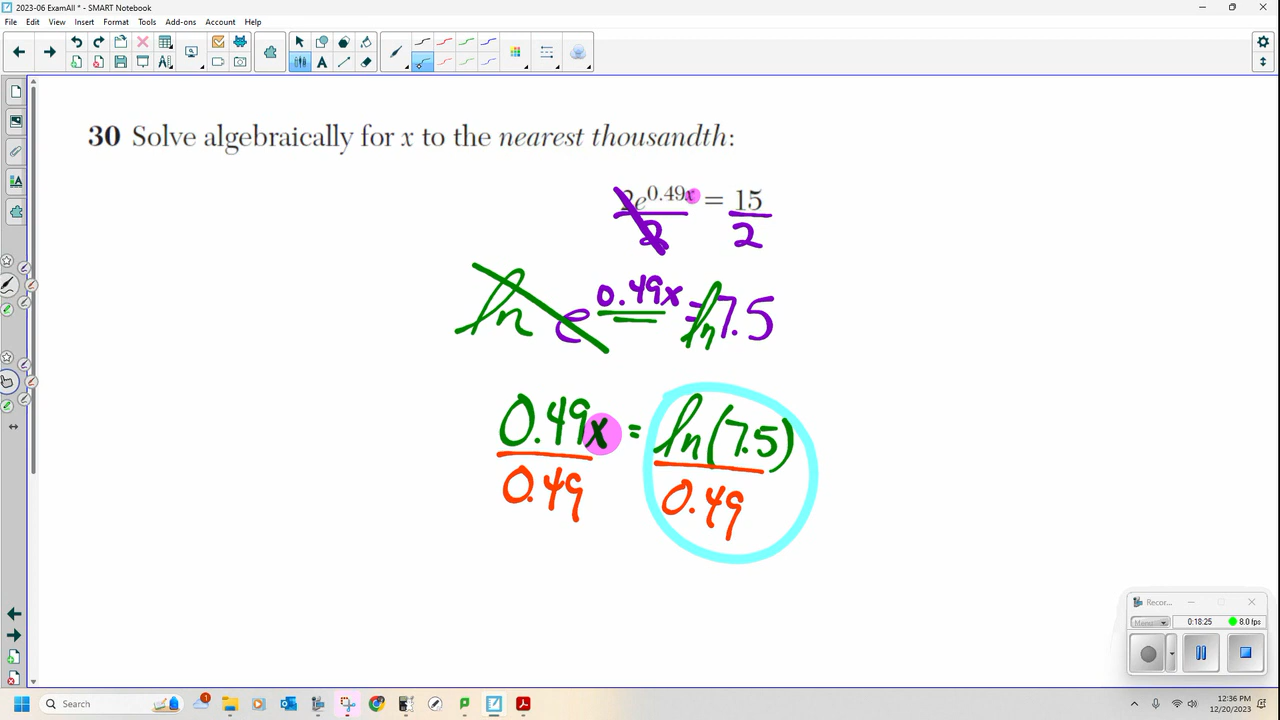 2023-06 ExamAll * - SMART Notebook
File Edit View Insert Format Tools Add-ons Account Help
30 Solve algebraically for x to the nearest thousandth:
2e^0.49x = 15
2 2
ln e^0.49x = ln 7.5
0.49x = ln(7.5)
0.49 0.49
Recor...
Menu 0:18:25 8.0 fps
Search
1
12:36 PM
12/20/2023